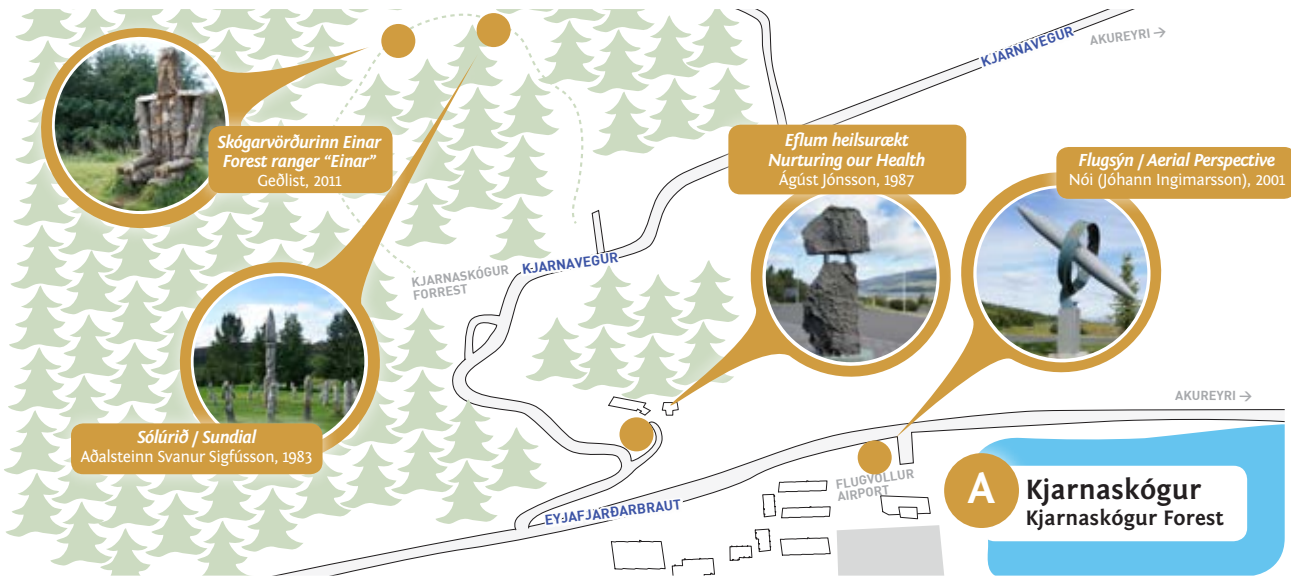 KJARNAVEGUR
AKUREYRI →
Skógarvörðurinn Einar
Forest ranger “Einar”
Geðlist, 2011
Eflum heilsurækt
Nurturing our Health
Ágúst Jónsson, 1987
Flugsýn / Aerial Perspective
Nói (Jóhann Ingimarsson), 2001
KJARNASKÓGUR
FORREST
KJARNAVEGUR
AKUREYRI →
Sólúrið / Sundial
Aðalsteinn Svanur Sigfússon, 1983
FLUGVÖLLUR
AIRPORT
EYJAFJARÐARBRAUT
A
Kjarnaskógur
Kjarnaskógur Forest